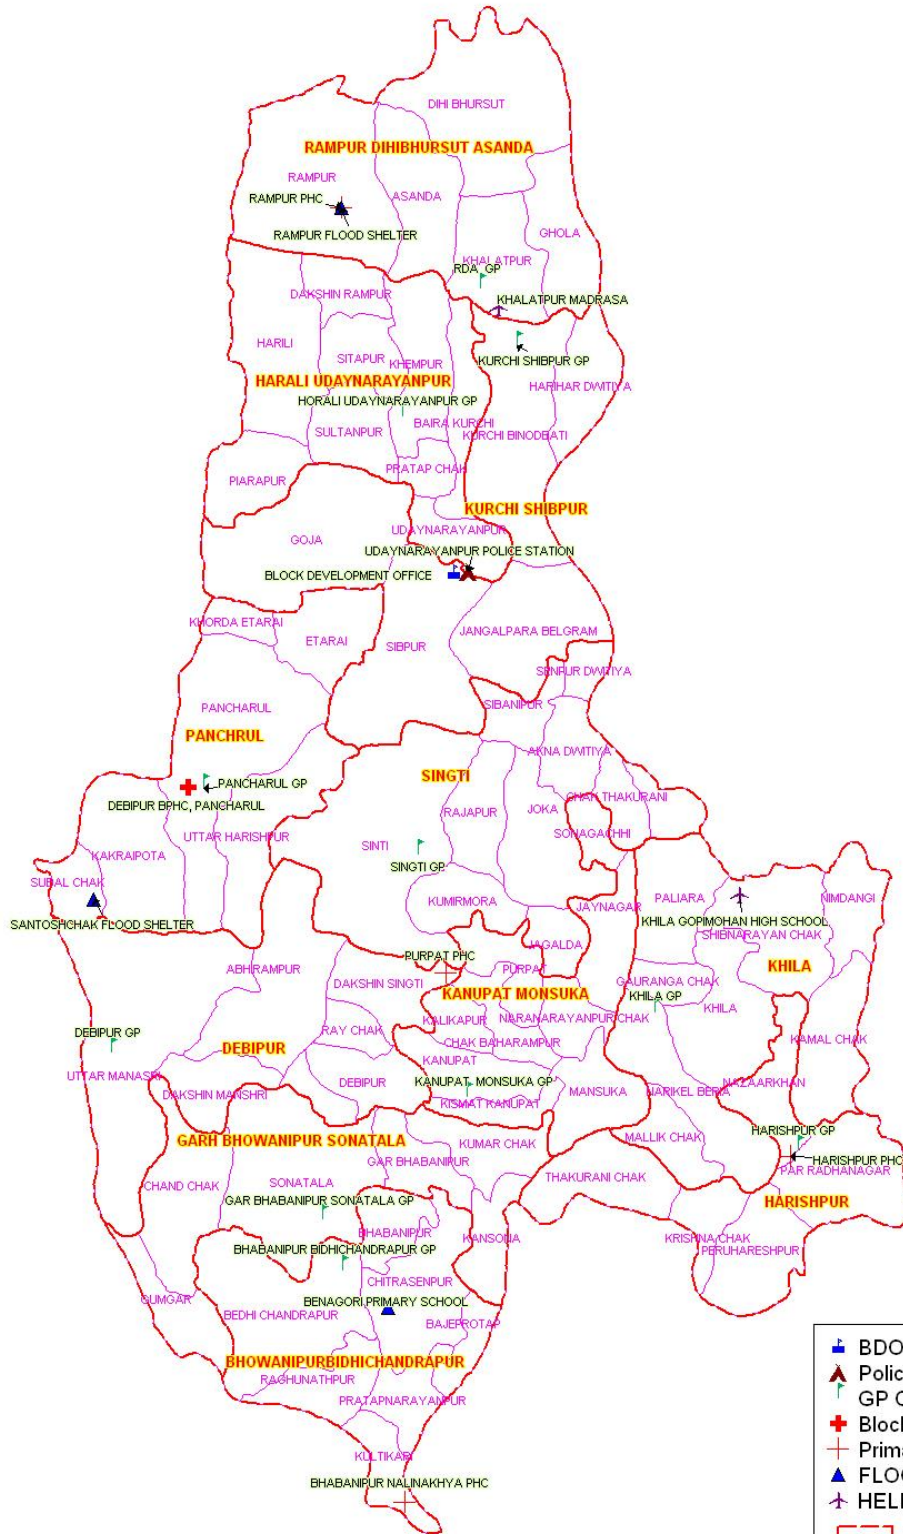 DIHI BHURSUT
RAMPUR DIHIBHURSUT ASANDA
RAMPUR
RAMPUR PHC
ASANDA
RAMPUR FLOOD SHELTER
GHOLA
KHALATPUR
RDA GP
DAKSHIN RAMPUR
KHALATPUR MADRASA
HARILI
SITAPUR
KHEMPUR
KURCHI SHIBPUR GP
HARALI UDAYNARAYANPUR
HARIHAR DWITIYA
HORALI UDAYNARAYANPUR GP
BAIRA KURCHI
SULTANPUR
KURCHI BINODBATI
PRATAP CHAK
PIARAPUR
KURCHI SHIBPUR
UDAYNARAYANPUR
GOJA
UDAYNARAYANPUR POLICE STATION
BLOCK DEVELOPMENT OFFICE
KHORDA ETARAI
ETARAI
SIBPUR
JANGALPARA BELGRAM
SENPUR DWITIYA
PANCHARUL
SIBANIPUR
PANCHRUL
AKNA DWITIYA
SINGTI
PANCHARUL GP
CHAK THAKURANI
DEBIPUR BPHC, PANCHARUL
RAJAPUR
JOKA
UTTAR HARISHPUR
SONAGACHHI
SINTI
KAKRAIPOTA
SINGTI GP
SUBAL CHAK
PALIARA
NIMDANGI
KUMIRMORA
JAYNAGAR
SANTOSHCHAK FLOOD SHELTER
KHILA GOPIMOHAN HIGH SCHOOL
SHIBNARAYAN CHAK
JAGALDA
PURPAT PHC
KHILA
ABHIRAMPUR
PURPAT
DAKSHIN SINGTI
GAURANGA CHAK
KANUPAT MONSUKA
KHILA GP
KHILA
KALIKAPUR
NARANARAYANPUR CHAK
DEBIPUR GP
RAY CHAK
CHAK BAHARAMPUR
KAMAL CHAK
DEBIPUR
KANUPAT
UTTAR MANASRI
DEBIPUR
KANUPAT MONSUKA GP
NAZAARKHAN
DAKSHIN MANSHRI
MANSUKA
NARIKEL BERIA
KISMAT KANUPAT
HARISHPUR GP
GARH BHOWANIPUR SONATALA
KUMAR CHAK
MALLIK CHAK
GAR BHABANIPUR
HARISHPUR PHC
PAR RADHANAGAR
CHAND CHAK
SONATALA
THAKURANI CHAK
GAR BHABANIPUR SONATALA GP
HARISHPUR
BHABANIPUR
KANSONA
KRISHNA CHAK
BHABANIPUR BIDHICHANDRAPUR GP
PERUHARESHPUR
CHITRASENPUR
GUMGAR
BENAGORI PRIMARY SCHOOL
BEDHI CHANDRAPUR
BAJEPROTAP
BHOWANIPURBIDHICHANDRAPUR
RAGHUNATHPUR
PRATAPNARAYANPUR
KULTIKARI
BHABANIPUR NALINAKHYA PHC
BDO
Polic
GP O
Block
Prima
FLOO
HELI